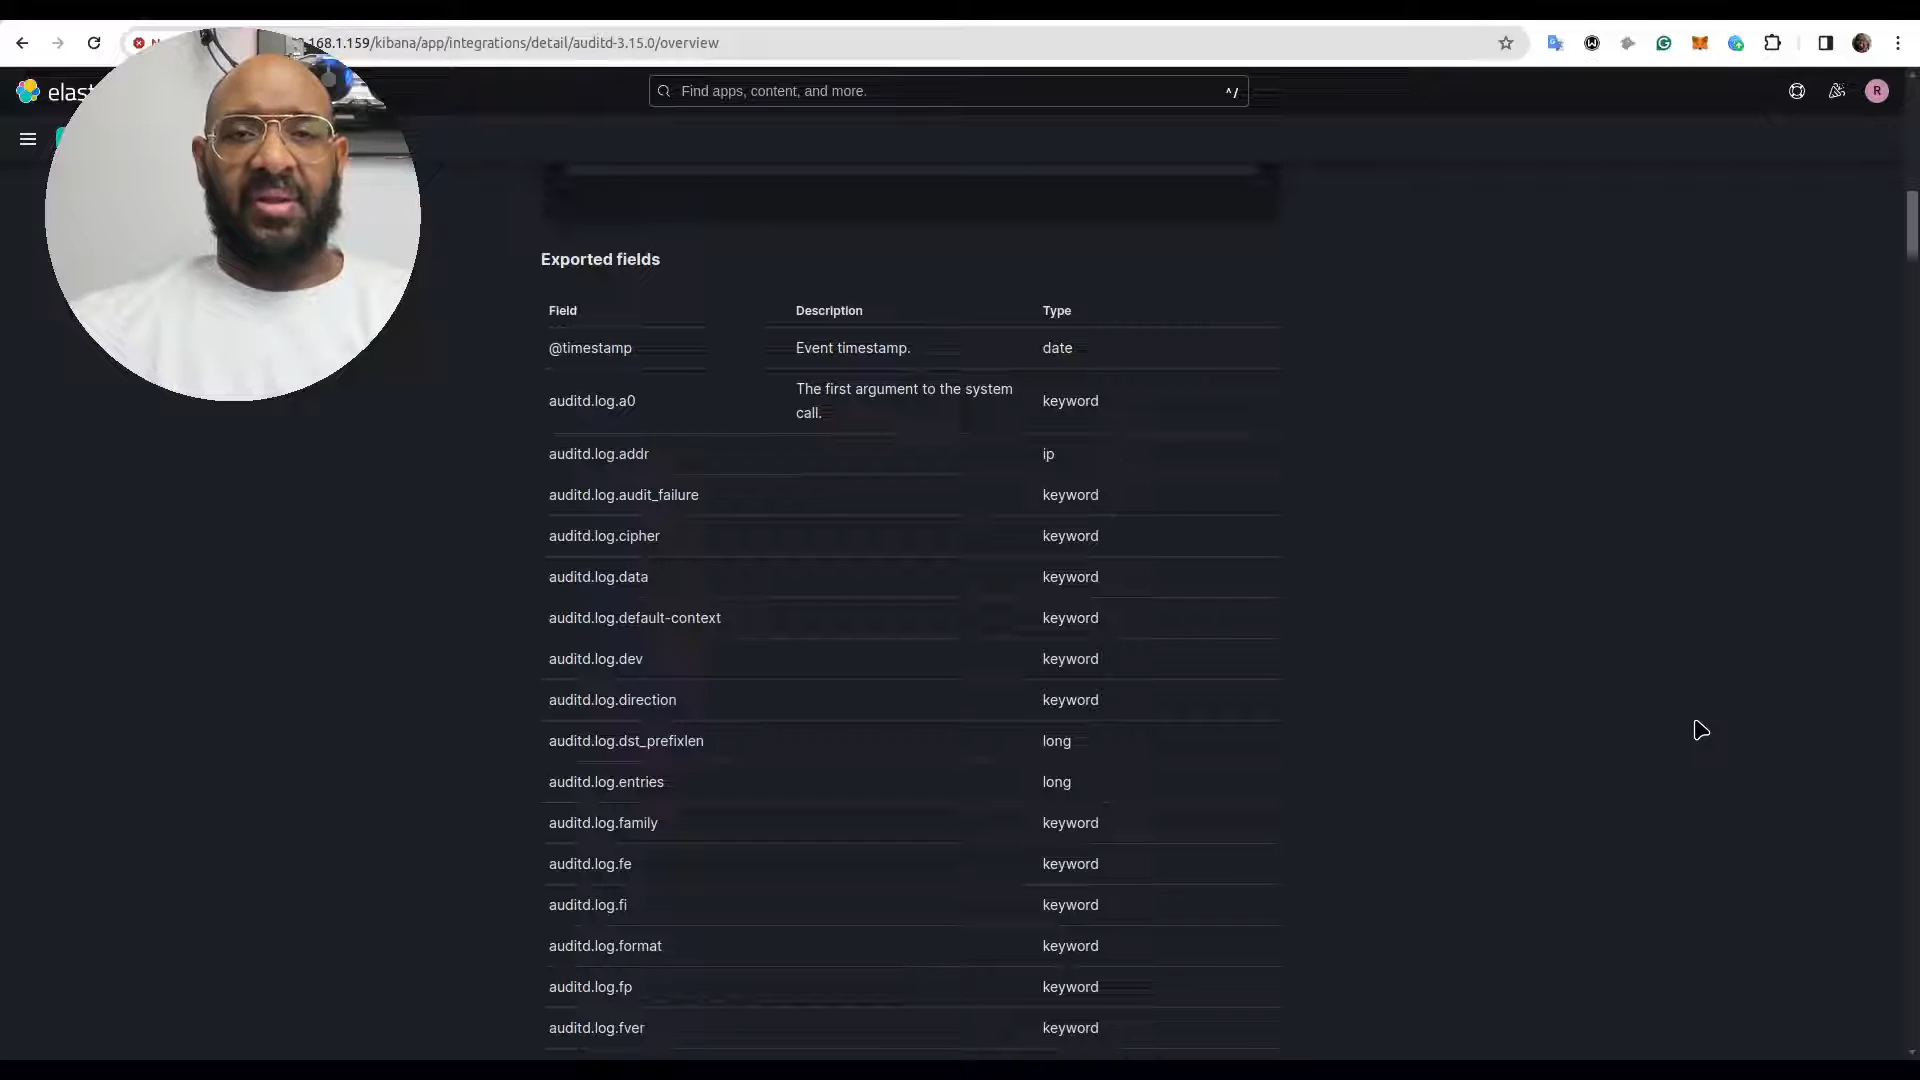 .168.1.159/kibana/app/integrations/detail/auditd-3.15.0/overview
elast
Find apps, content, and more.
^/
R
Exported fields
Field Description Type
@timestamp Event timestamp. date
auditd.log.a0 The first argument to the system call. keyword
auditd.log.addr ip
auditd.log.audit_failure keyword
auditd.log.cipher keyword
auditd.log.data keyword
auditd.log.default-context keyword
auditd.log.dev keyword
auditd.log.direction keyword
auditd.log.dst_prefixlen long
auditd.log.entries long
auditd.log.family keyword
auditd.log.fe keyword
auditd.log.fi keyword
auditd.log.format keyword
auditd.log.fp keyword
auditd.log.fver keyword